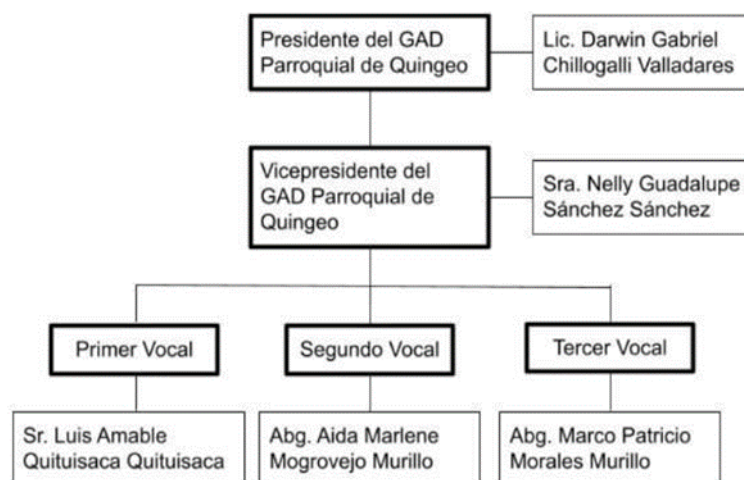 Presidente del GAD
Parroquial de Quingeo
Lic. Darwin Gabriel
Chillogalli Valladares
Vicepresidente del
GAD Parroquial de
Quingeo
Sra. Nelly Guadalupe
Sánchez Sánchez
Primer Vocal
Segundo Vocal
Tercer Vocal
Sr. Luis Amable
Quituisaca Quituisaca
Abg. Aida Marlene
Mogrovejo Murillo
Abg. Marco Patricio
Morales Murillo